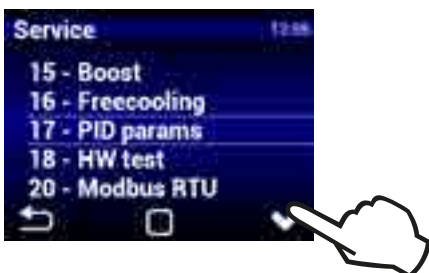 Service
15 - Boost
16 - Freecooling
17 - PID params
18 - HW test
20 - Modbus RTU